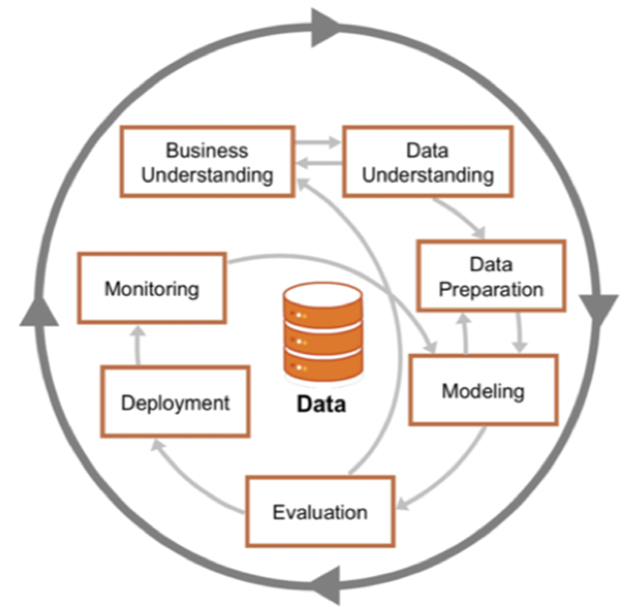 Business
Understanding
Data
Understanding
Data
Preparation
Monitoring
Data
Modeling
Deployment
Evaluation